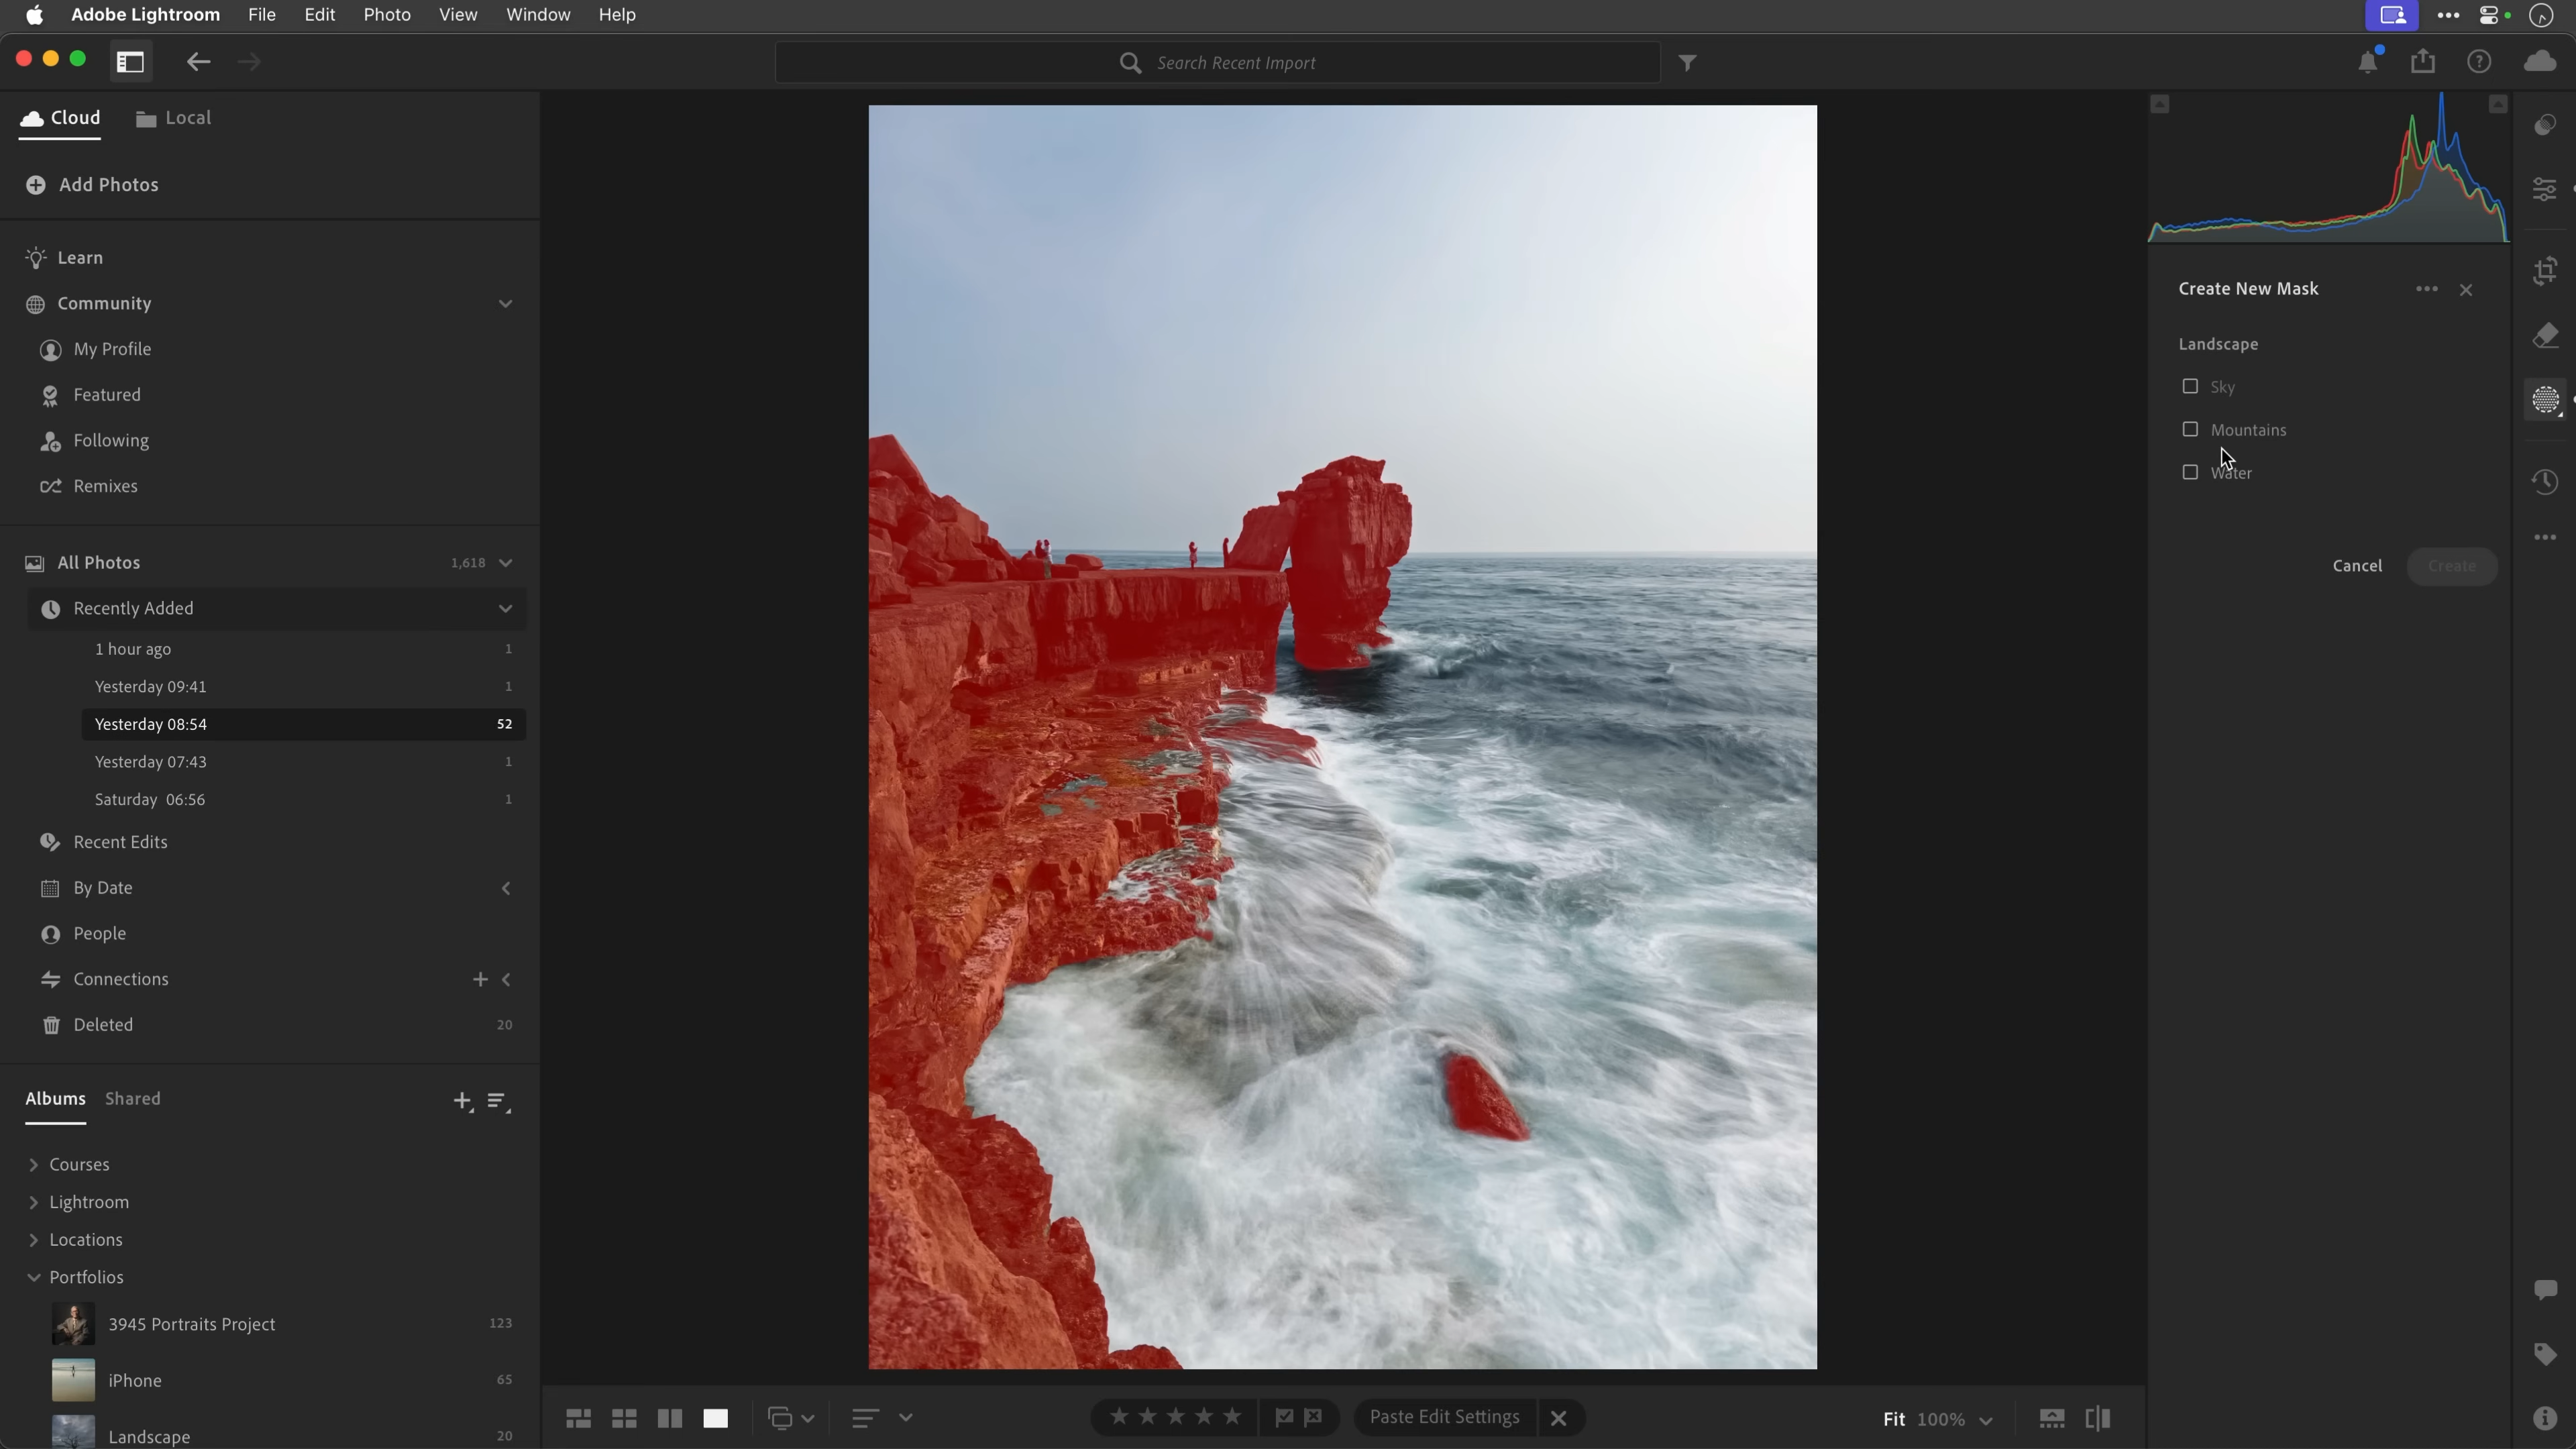 Adobe Lightroom File Edit Photo View Window Help
Search Recent Import
Cloud Local
Add Photos
Learn
Community
My Profile
Featured
Following
Remixes
All Photos 1,618
Recently Added
1 hour ago 1
Yesterday 09:41 1
Yesterday 08:54 52
Yesterday 07:43 1
Saturday 06:56 1
Recent Edits
By Date
People
Connections
Deleted 20
Albums Shared
Courses
Lightroom
Locations
Portfolios
3945 Portraits Project 123
iPhone 65
Landscape 20
Create New Mask
Landscape
Sky
Mountains
Water
Cancel Create
Paste Edit Settings
Fit 100%